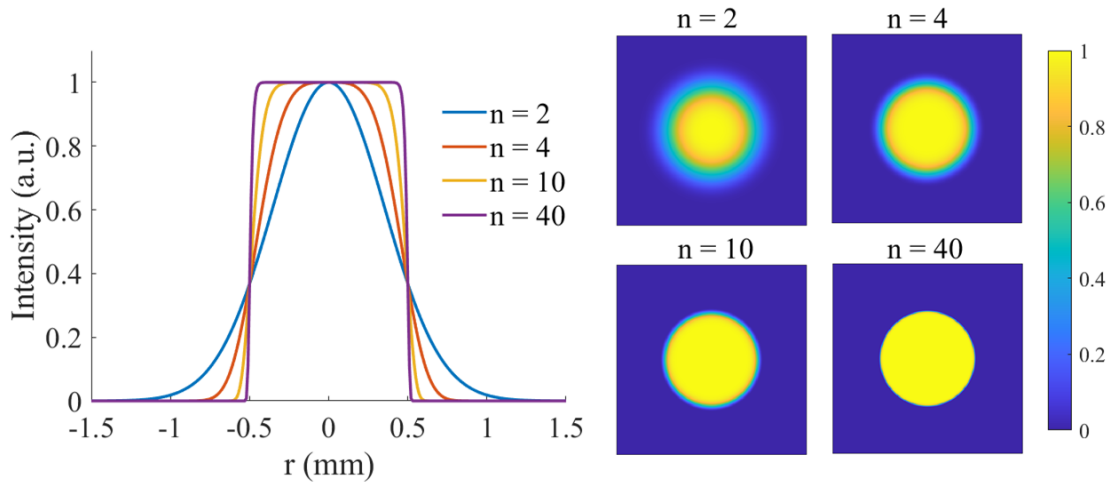 Intensity (a.u.)
1
0.8
0.6
0.4
0.2
0
-1.5 -1 -0.5 0 0.5 1 1.5
r (mm)
n = 2
n = 4
n = 10
n = 40
n = 2
n = 4
n = 10
n = 40
1
0.8
0.6
0.4
0.2
0